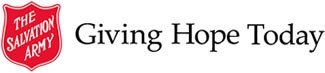 THE
SALVATION
ARMY
Giving Hope Today